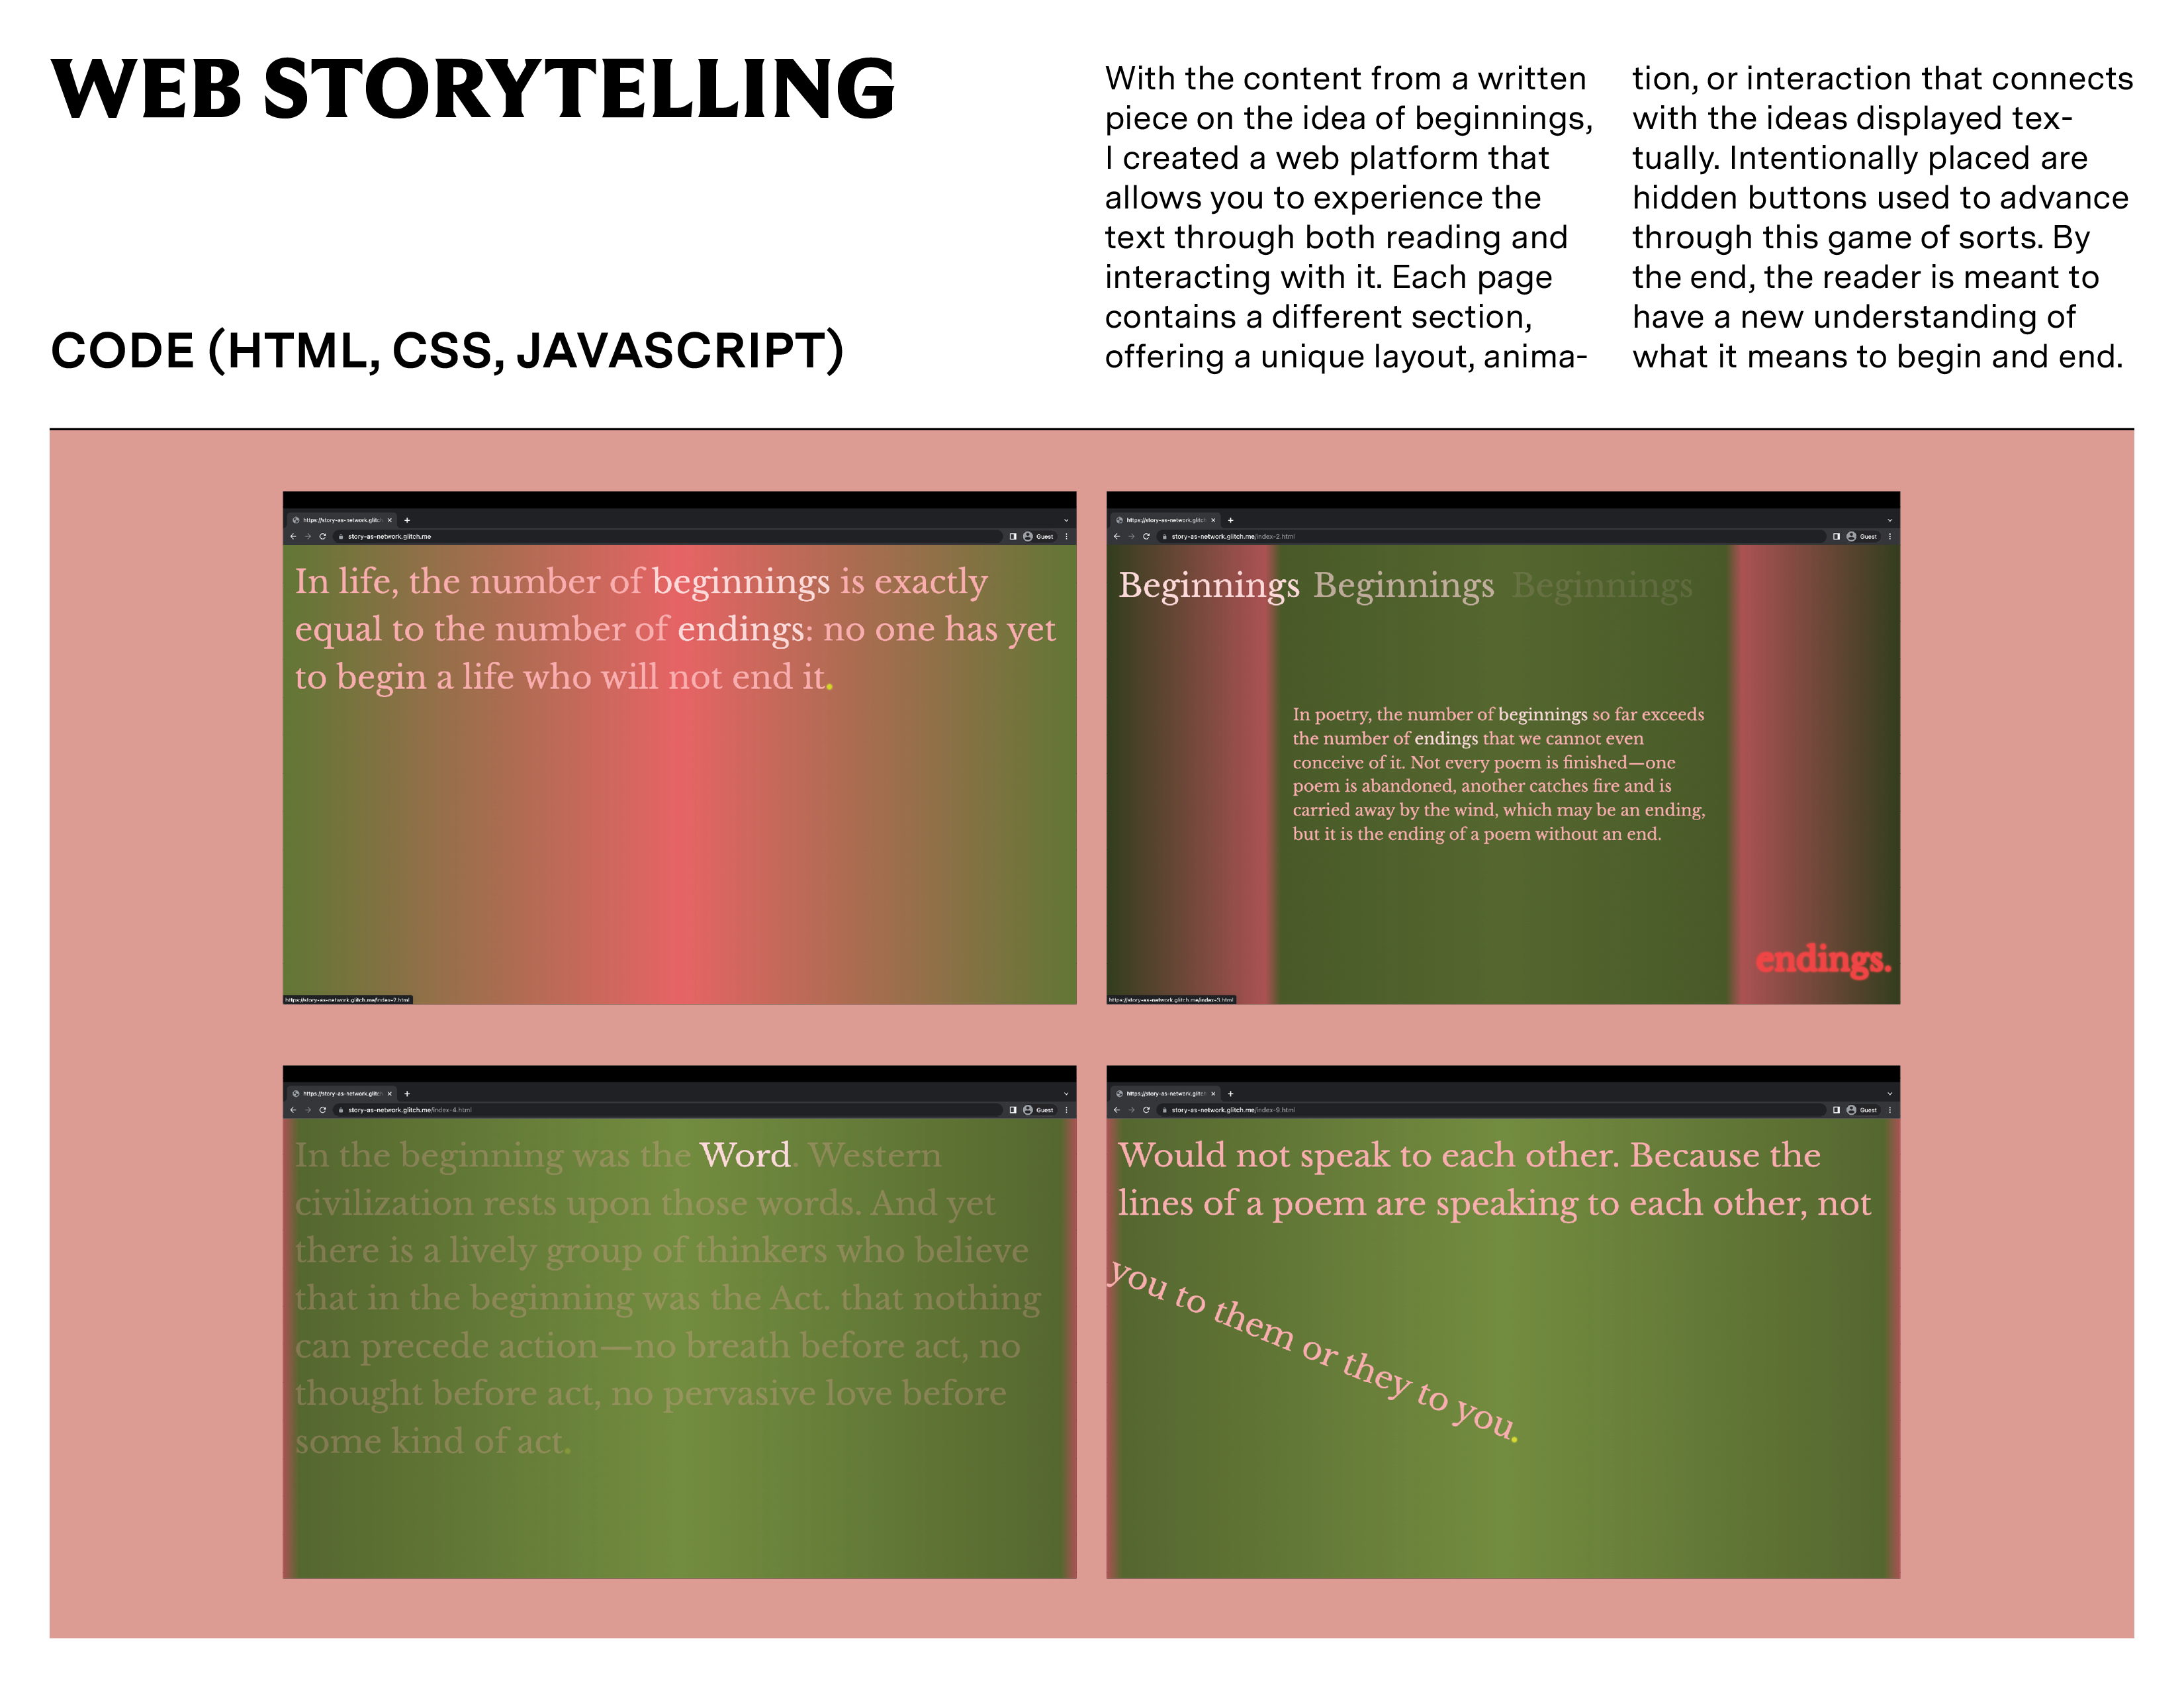 WEB STORYTELLING
CODE (HTML, CSS, JAVASCRIPT)
With the content from a written
piece on the idea of beginnings,
I created a web platform that
allows you to experience the
text through both reading and
interacting with it. Each page
contains a different section,
offering a unique layout, anima-
tion, or interaction that connects
with the ideas displayed tex-
tually. Intentionally placed are
hidden buttons used to advance
through this game of sorts. By
the end, the reader is meant to
have a new understanding of
what it means to begin and end.
https://story-as-network.glitch
story-as-network.glitch.me
Guest
In life, the number of beginnings is exactly
equal to the number of endings: no one has yet
to begin a life who will not end it.
https://story-as-network.glitch.me/index-2.html
https://story-as-network.glitch
story-as-network.glitch.me/index-2.html
Guest
Beginnings Beginnings Beginnings
In poetry, the number of beginnings so far exceeds
the number of endings that we cannot even
conceive of it. Not every poem is finished—one
poem is abandoned, another catches fire and is
carried away by the wind, which may be an ending,
but it is the ending of a poem without an end.
endings.
https://story-as-network.glitch.me/index-3.html
https://story-as-network.glitch
story-as-network.glitch.me/index-4.html
Guest
In the beginning was the Word. Western
civilization rests upon those words. And yet
there is a lively group of thinkers who believe
that in the beginning was the Act. that nothing
can precede action—no breath before act, no
thought before act, no pervasive love before
some kind of act.
https://story-as-network.glitch
story-as-network.glitch.me/index-9.html
Guest
Would not speak to each other. Because the
lines of a poem are speaking to each other, not
you to them or they to you.